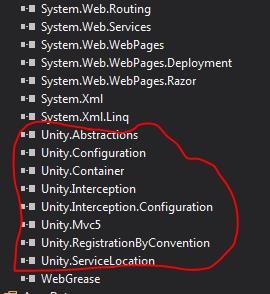 System.Web.Routing
System.Web.Services
System.Web.WebPages
System.Web.WebPages.Deployment
System.Web.WebPages.Razor
System.Xml
System.Xml.Linq
Unity.Abstractions
Unity.Configuration
Unity.Container
Unity.Interception
Unity.Interception.Configuration
Unity.Mvc5
Unity.RegistrationByConvention
Unity.ServiceLocation
WebGrease